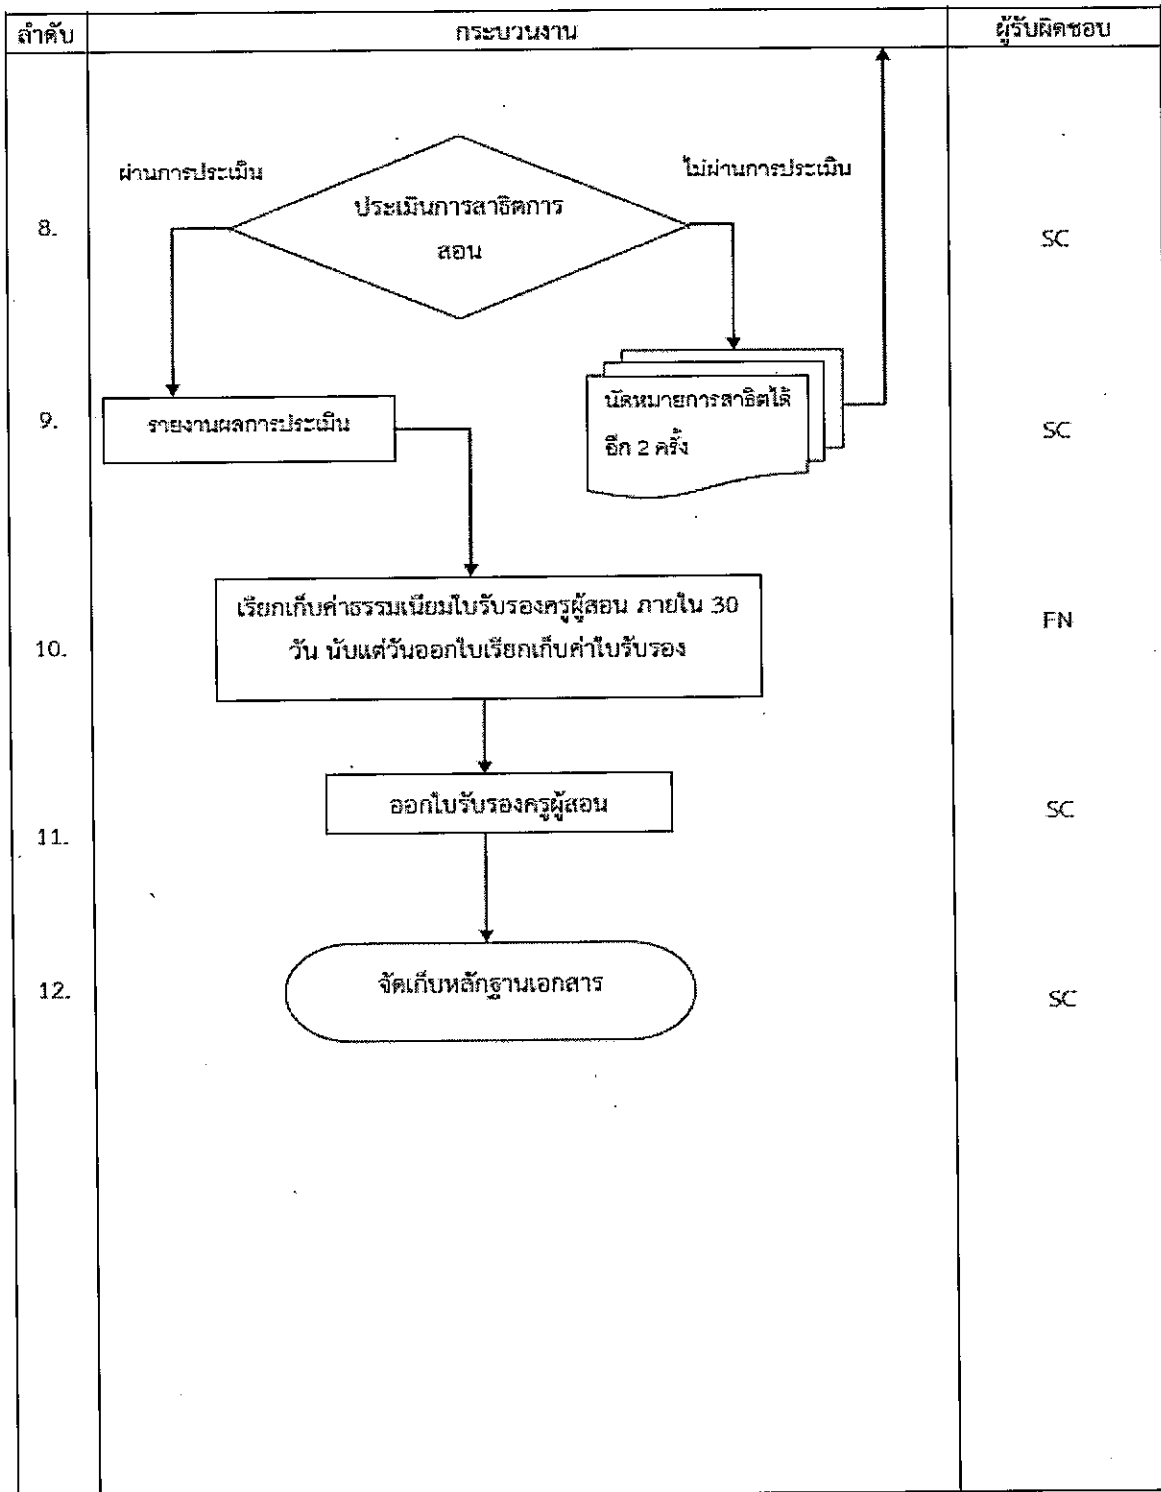 ลำดับ
กระบวนงาน
ผู้รับผิดชอบ
ผ่านการประเมิน
ไม่ผ่านการประเมิน
8.
ประเมินการสาธิตการ
สอน
SC
9.
รายงานผลการประเมิน
นัดหมายการสาธิตได้
อีก 2 ครั้ง
SC
10.
เรียกเก็บค่าธรรมเนียมใบรับรองครูผู้สอน ภายใน 30
วัน นับแต่วันออกใบเรียกเก็บค่าใบรับรอง
FN
11.
ออกใบรับรองครูผู้สอน
SC
12.
จัดเก็บหลักฐานเอกสาร
SC